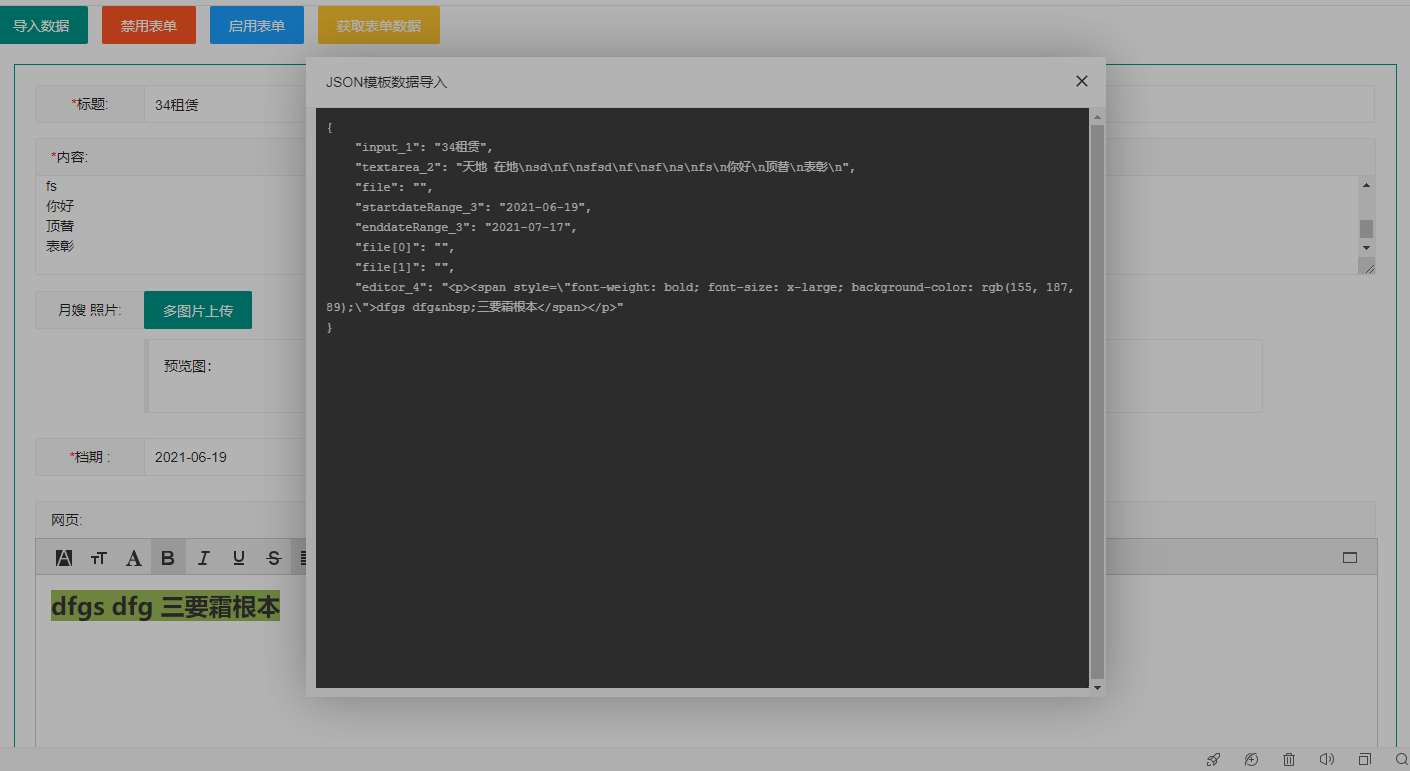 导入数据 禁用表单 启用表单 获取表单数据
JSON模板数据导入
*标题: 34租赁
*内容:
fs
你好
顶替
表彰
月嫂 照片: 多图片上传
预览图:
*档期 : 2021-06-19
网页:
dfgs dfg 三要霜根本
{
"input_1": "34租赁",
"textarea_2": "天地 在地\nsd\nf\nsfsd\nf\nsf\ns\nfs\n你好\n顶替\n表彰\n",
"file": "",
"startdateRange_3": "2021-06-19",
"enddateRange_3": "2021-07-17",
"file[0]": "",
"file[1]": "",
"editor_4": "<p><span style=\"font-weight: bold; font-size: x-large; background-color: rgb(155, 187,
89);\">dfgs dfg&nbsp;三要霜根本</span></p>"
}